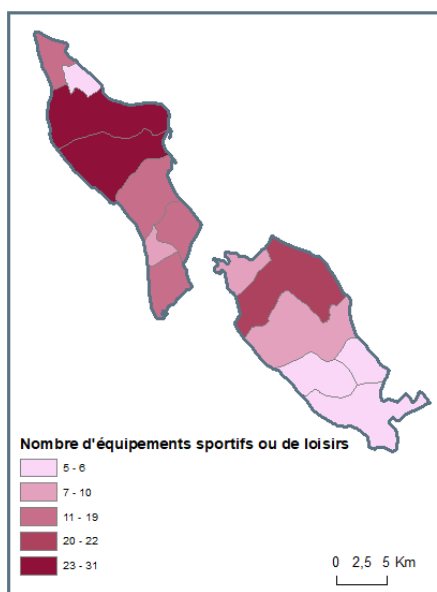 Nombre d'équipements sportifs ou de loisirs
5 - 6
7 - 10
11 - 19
20 - 22
23 - 31
0 2,5 5 Km